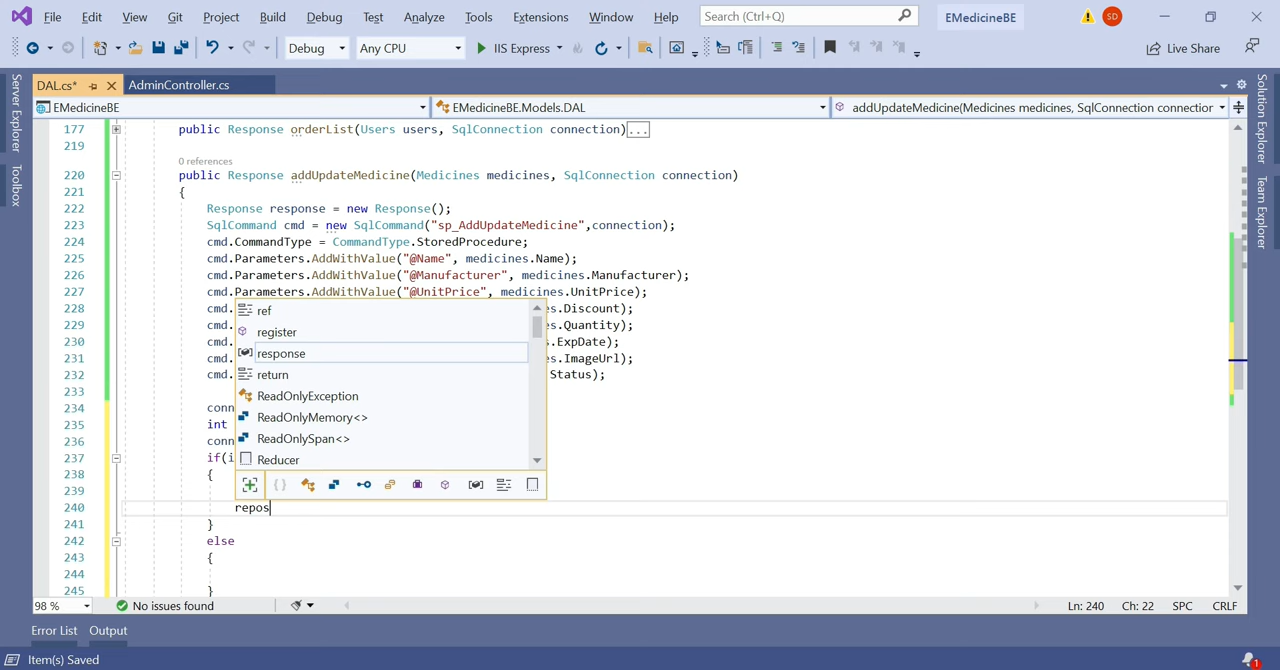 File Edit View Git Project Build Debug Test Analyze Tools Extensions Window Help Search (Ctrl+Q) EMedicineBE SD
Debug Any CPU IIS Express Live Share
DAL.cs* AdminController.cs
EMedicineBE EMedicineBE.Models.DAL addUpdateMedicine(Medicines medicines, SqlConnection connection
Server Explorer
Toolbox
Solution Explorer
Team Explorer
177 public Response orderList(Users users, SqlConnection connection)...
219
0 references
220 public Response addUpdateMedicine(Medicines medicines, SqlConnection connection)
221 {
222 Response response = new Response();
223 SqlCommand cmd = new SqlCommand("sp_AddUpdateMedicine",connection);
224 cmd.CommandType = CommandType.StoredProcedure;
225 cmd.Parameters.AddWithValue("@Name", medicines.Name);
226 cmd.Parameters.AddWithValue("@Manufacturer", medicines.Manufacturer);
227 cmd.Parameters.AddWithValue("@UnitPrice", medicines.UnitPrice);
228 cmd. es.Discount);
229 cmd. es.Quantity);
230 cmd. s.ExpDate);
231 cmd. es.ImageUrl);
232 cmd. Status);
233
234 conn
235 int
236 conn
237 if(i
238 {
239
240 repos
241 }
242 else
243 {
244
245 }
ref
register
response
return
ReadOnlyException
ReadOnlyMemory<>
ReadOnlySpan<>
Reducer
98 % No issues found Ln: 240 Ch: 22 SPC CRLF
Error List Output
Item(s) Saved 1